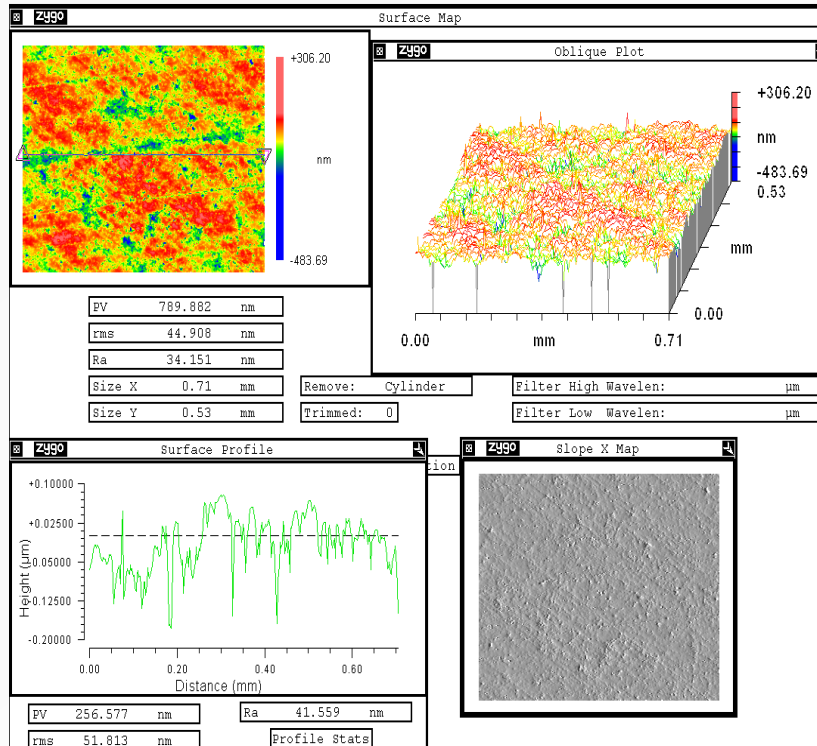 zygo
Surface Map
+306.20
nm
-483.69
zygo
Oblique Plot
+306.20
nm
-483.69
0.53
mm
0.00
0.00
mm
0.71
PV 789.882 nm
rms 44.908 nm
Ra 34.151 nm
Size X 0.71 mm
Size Y 0.53 mm
Remove: Cylinder
Trimmed: 0
Filter High Wavelen: µm
Filter Low Wavelen: µm
zygo
Surface Profile
tion
+0.10000
+0.02500
-0.05000
-0.12500
-0.20000
Height (µm)
0.00
0.20
0.40
0.60
Distance (mm)
zygo
Slope X Map
PV 256.577 nm
rms 51.813 nm
Ra 41.559 nm
Profile Stats